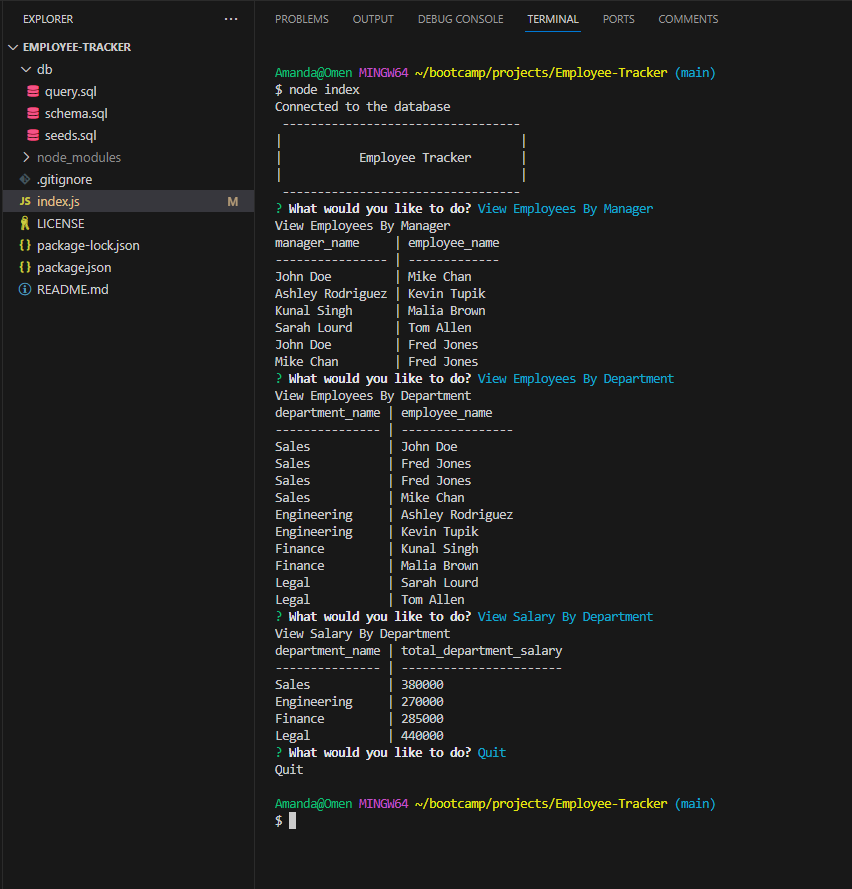 EXPLORER ...
EMPLOYEE-TRACKER
db
query.sql
schema.sql
seeds.sql
node_modules
.gitignore
JS index.js M
LICENSE
{} package-lock.json
{} package.json
README.md
PROBLEMS OUTPUT DEBUG CONSOLE TERMINAL PORTS COMMENTS
Amanda@Omen MINGW64 ~/bootcamp/projects/Employee-Tracker (main)
$ node index
Connected to the database
 ----------------------------------
|                                  |
|           Employee Tracker       |
|                                  |
 ----------------------------------
? What would you like to do? View Employees By Manager
View Employees By Manager
manager_name     | employee_name
---------------- | -------------
John Doe         | Mike Chan
Ashley Rodriguez | Kevin Tupik
Kunal Singh      | Malia Brown
Sarah Lourd      | Tom Allen
John Doe         | Fred Jones
Mike Chan        | Fred Jones
? What would you like to do? View Employees By Department
View Employees By Department
department_name | employee_name
--------------- | ----------------
Sales           | John Doe
Sales           | Fred Jones
Sales           | Fred Jones
Sales           | Mike Chan
Engineering     | Ashley Rodriguez
Engineering     | Kevin Tupik
Finance         | Kunal Singh
Finance         | Malia Brown
Legal           | Sarah Lourd
Legal           | Tom Allen
? What would you like to do? View Salary By Department
View Salary By Department
department_name | total_department_salary
--------------- | -----------------------
Sales           | 380000
Engineering     | 270000
Finance         | 285000
Legal           | 440000
? What would you like to do? Quit
Quit
Amanda@Omen MINGW64 ~/bootcamp/projects/Employee-Tracker (main)
$